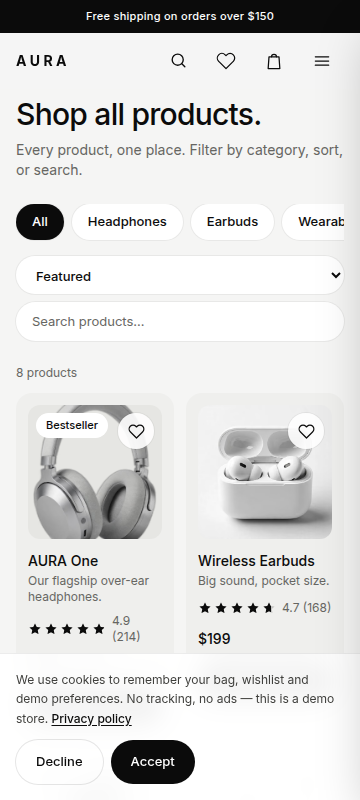 Free shipping on orders over $150
AURA
Shop all products.
Every product, one place. Filter by category, sort,
or search.
All
Headphones
Earbuds
Wearab
Featured
Search products...
8 products
Bestseller
AURA One
Our flagship over-ear
headphones.
4.9
(214)
Wireless Earbuds
Big sound, pocket size.
4.7 (168)
$199
We use cookies to remember your bag, wishlist and
demo preferences. No tracking, no ads — this is a demo
store. Privacy policy
Decline
Accept